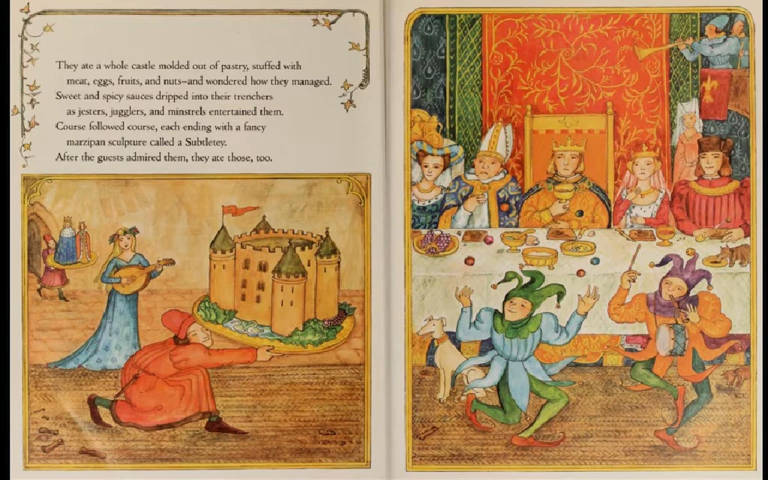 They ate a whole castle molded out of pastry, stuffed with
meat, eggs, fruits, and nuts—and wondered how they managed.
Sweet and spicy sauces dripped into their trenchers
as jesters, jugglers, and minstrels entertained them.
Course followed course, each ending with a fancy
marzipan sculpture called a Subtletey.
After the guests admired them, they ate those, too.